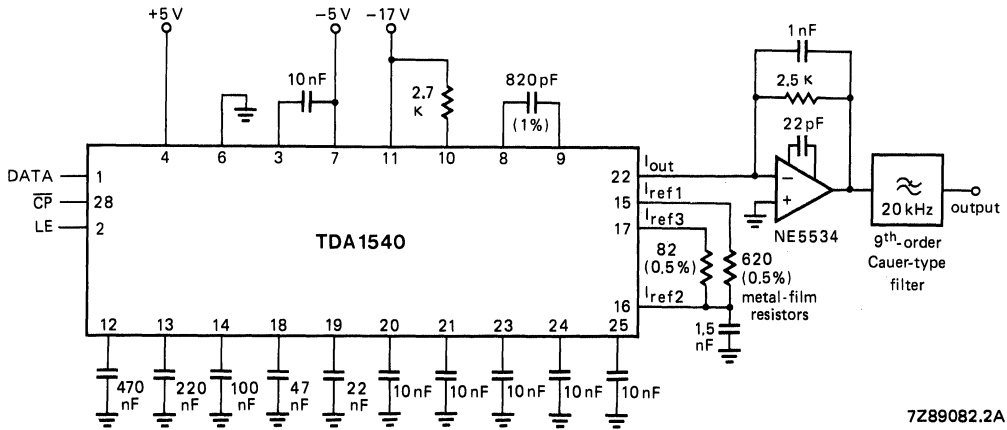 +5 V
−5 V
−17 V
1 nF
10 nF
2.7
K
820 pF
(1%)
2,5 K
22 pF
4
6
3
7
11
10
8
9
DATA
1
CP
28
LE
2
TDA1540
22
15
17
16
Iout
Iref1
Iref3
Iref2
82
(0,5%)
620
(0,5%)
metal-film
resistors
1,5
nF
−
+
NE5534
20 kHz
output
9th-order
Cauer-type
filter
12
13
14
18
19
20
21
23
24
25
470
nF
220
nF
100
nF
47
nF
22
nF
10 nF
10 nF
10 nF
10 nF
10 nF
7Z89082.2A